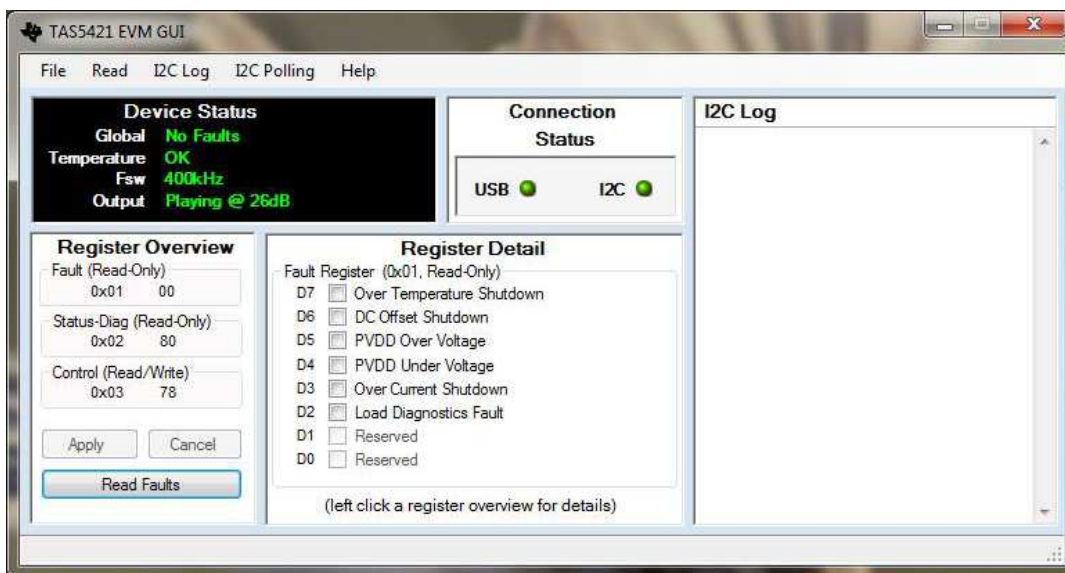 TAS5421 EVM GUI
File Read I2C Log I2C Polling Help
Device Status
Global No Faults
Temperature OK
Fsw 400kHz
Output Playing @ 26dB
Connection
Status
USB I2C
I2C Log
Register Overview
Fault (Read-Only)
0x01 00
Status-Diag (Read-Only)
0x02 80
Control (Read/Write)
0x03 78
Apply Cancel
Read Faults
Register Detail
Fault Register (0x01, Read-Only)
D7 Over Temperature Shutdown
D6 DC Offset Shutdown
D5 PVDD Over Voltage
D4 PVDD Under Voltage
D3 Over Current Shutdown
D2 Load Diagnostics Fault
D1 Reserved
D0 Reserved
(left click a register overview for details)